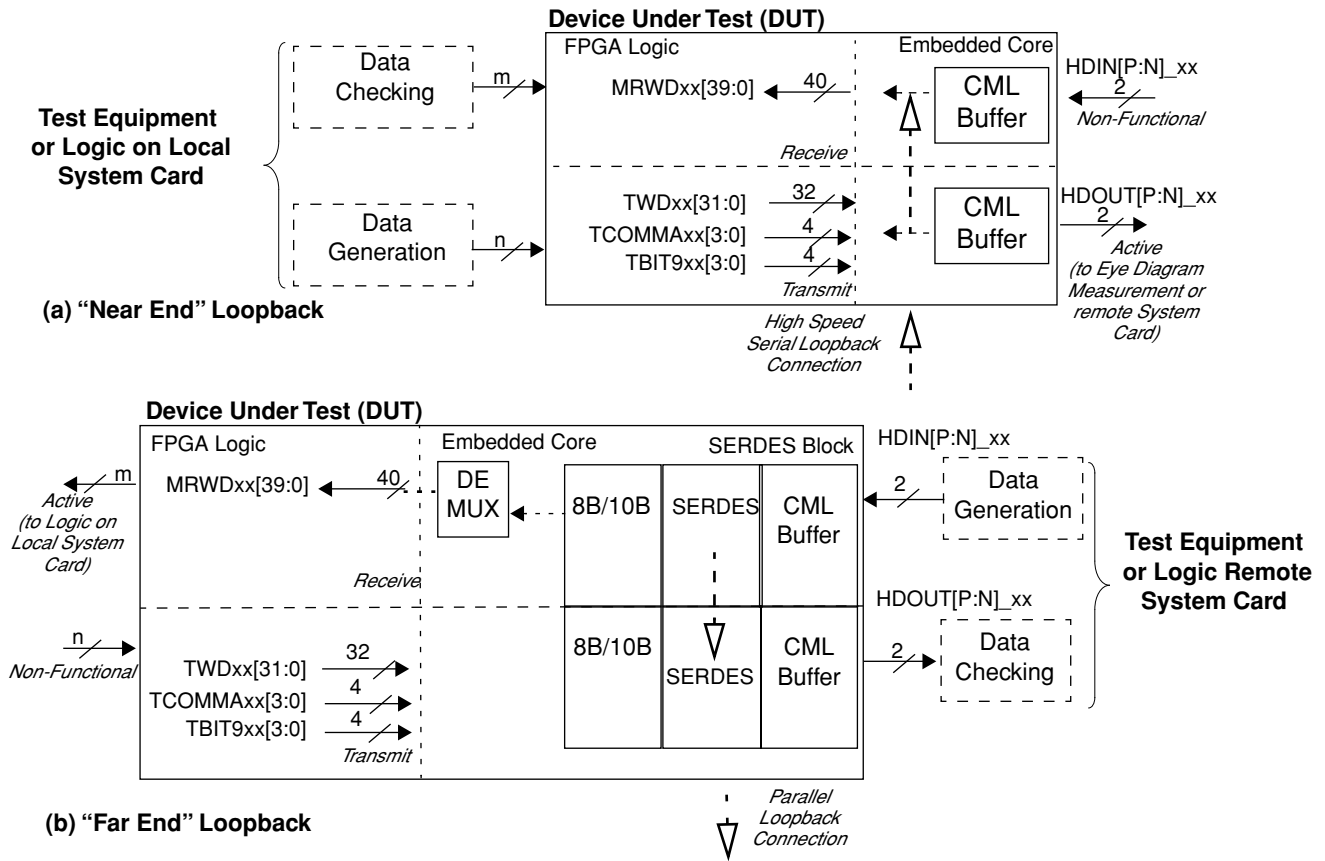 Device Under Test (DUT)
FPGA Logic
Embedded Core
Data
Checking
m
MRWDxx[39:0]
40
CML
Buffer
HDIN[P:N]_xx
2
Non-Functional
Test Equipment
or Logic on Local
System Card
Receive
Data
Generation
n
TWDxx[31:0]
32
TCOMMAxx[3:0]
4
TBIT9xx[3:0]
4
Transmit
CML
Buffer
HDOUT[P:N]_xx
2
Active
(to Eye Diagram
Measurement or
remote System
Card)
(a) “Near End” Loopback
High Speed
Serial Loopback
Connection
Device Under Test (DUT)
FPGA Logic
Embedded Core
SERDES Block
m
Active
(to Logic on
Local System
Card)
MRWDxx[39:0]
40
DE
MUX
8B/10B
SERDES
CML
Buffer
HDIN[P:N]_xx
2
Data
Generation
Test Equipment
or Logic Remote
System Card
Receive
n
Non-Functional
TWDxx[31:0]
32
TCOMMAxx[3:0]
4
TBIT9xx[3:0]
4
Transmit
8B/10B
SERDES
CML
Buffer
HDOUT[P:N]_xx
2
Data
Checking
(b) “Far End” Loopback
Parallel
Loopback
Connection